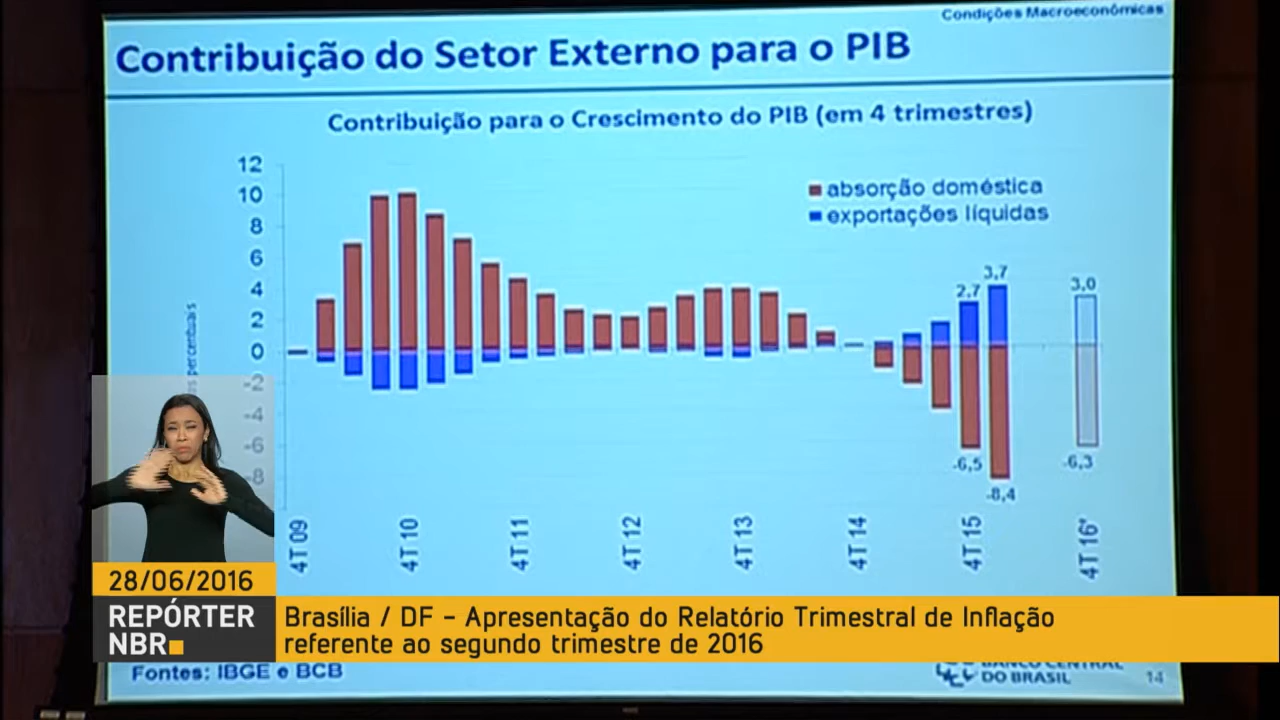 Condições Macroeconômicas
Contribuição do Setor Externo para o PIB
Contribuição para o Crescimento do PIB (em 4 trimestres)
12
10
8
6
4
2
0
-2
-4
-6
-8
percentuais
absorção doméstica
exportações líquidas
2,7
3,7
3,0
-6,5
-8,4
-6,3
4T 09
4T 10
4T 11
4T 12
4T 13
4T 14
4T 15
4T 16*
28/06/2016
REPÓRTER
NBR
Brasília / DF – Apresentação do Relatório Trimestral de Inflação
referente ao segundo trimestre de 2016
Fontes: IBGE e BCB
BANCO CENTRAL
DO BRASIL
14